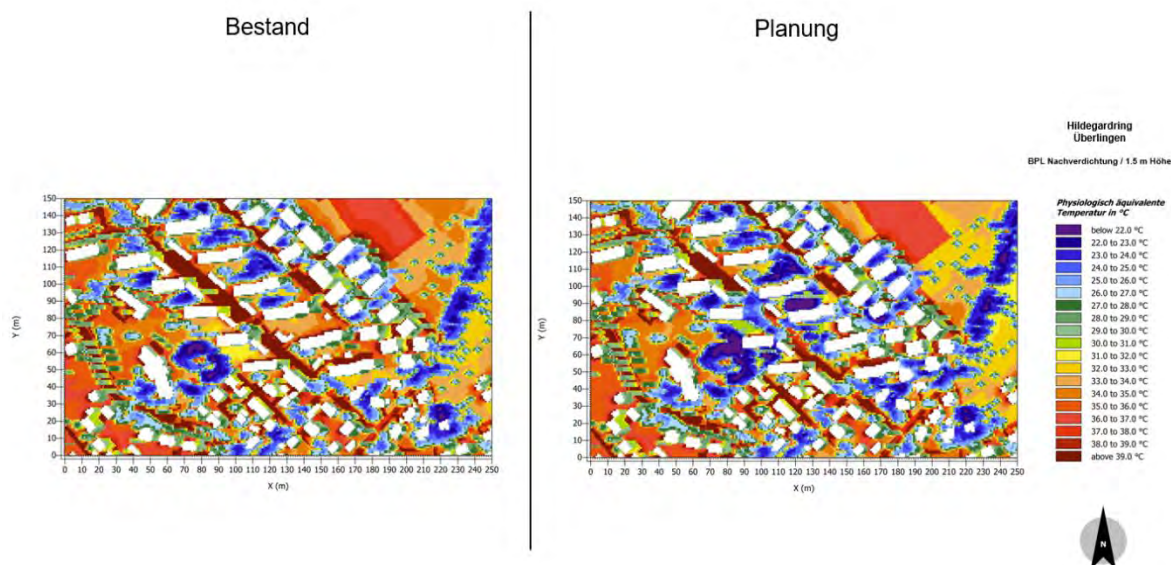 Bestand
Planung
Hildegardring
Überlingen
BPL Nachverdichtung / 1.5 m Höhe
150
140
130
120
110
100
90
80
70
60
50
40
30
20
10
0
Y (m)
0 10 20 30 40 50 60 70 80 90 100 110 120 130 140 150 160 170 180 190 200 210 220 230 240 250
X (m)
150
140
130
120
110
100
90
80
70
60
50
40
30
20
10
0
Y (m)
0 10 20 30 40 50 60 70 80 90 100 110 120 130 140 150 160 170 180 190 200 210 220 230 240 250
X (m)
Physiologisch äquivalente
Temperatur in °C
below 22.0 °C
22.0 to 23.0 °C
23.0 to 24.0 °C
24.0 to 25.0 °C
25.0 to 26.0 °C
26.0 to 27.0 °C
27.0 to 28.0 °C
28.0 to 29.0 °C
29.0 to 30.0 °C
30.0 to 31.0 °C
31.0 to 32.0 °C
32.0 to 33.0 °C
33.0 to 34.0 °C
34.0 to 35.0 °C
35.0 to 36.0 °C
36.0 to 37.0 °C
37.0 to 38.0 °C
38.0 to 39.0 °C
above 39.0 °C
N